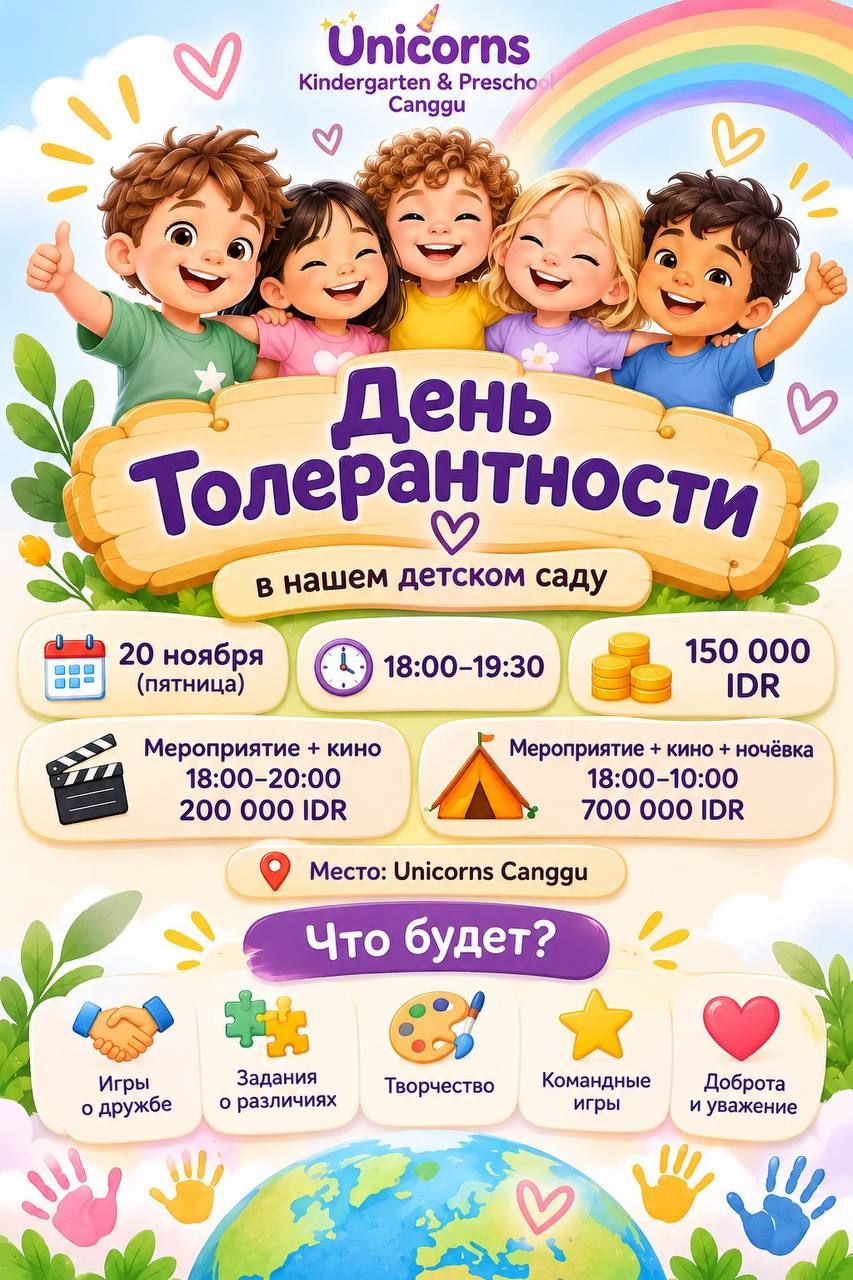 Unicorns
Kindergarten & Preschool
Canggu
День
Толерантности
в нашем детском саду
20 ноября
(пятница)
18:00–19:30
150 000
IDR
Мероприятие + кино
18:00–20:00
200 000 IDR
Мероприятие + кино + ночёвка
18:00–10:00
700 000 IDR
Место: Unicorns Canggu
Что будет?
Игры
о дружбе
Задания
о различиях
Творчество
Командные
игры
Доброта
и уважение